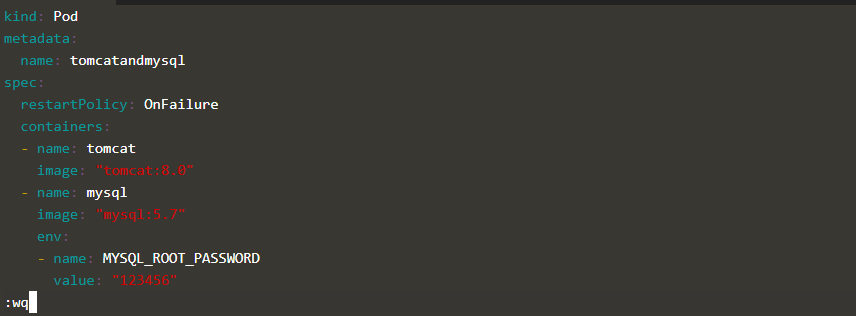 kind: Pod
metadata:
  name: tomcatandmysql
spec:
  restartPolicy: OnFailure
  containers:
  - name: tomcat
    image: "tomcat:8.0"
  - name: mysql
    image: "mysql:5.7"
    env:
    - name: MYSQL_ROOT_PASSWORD
      value: "123456"
:wq